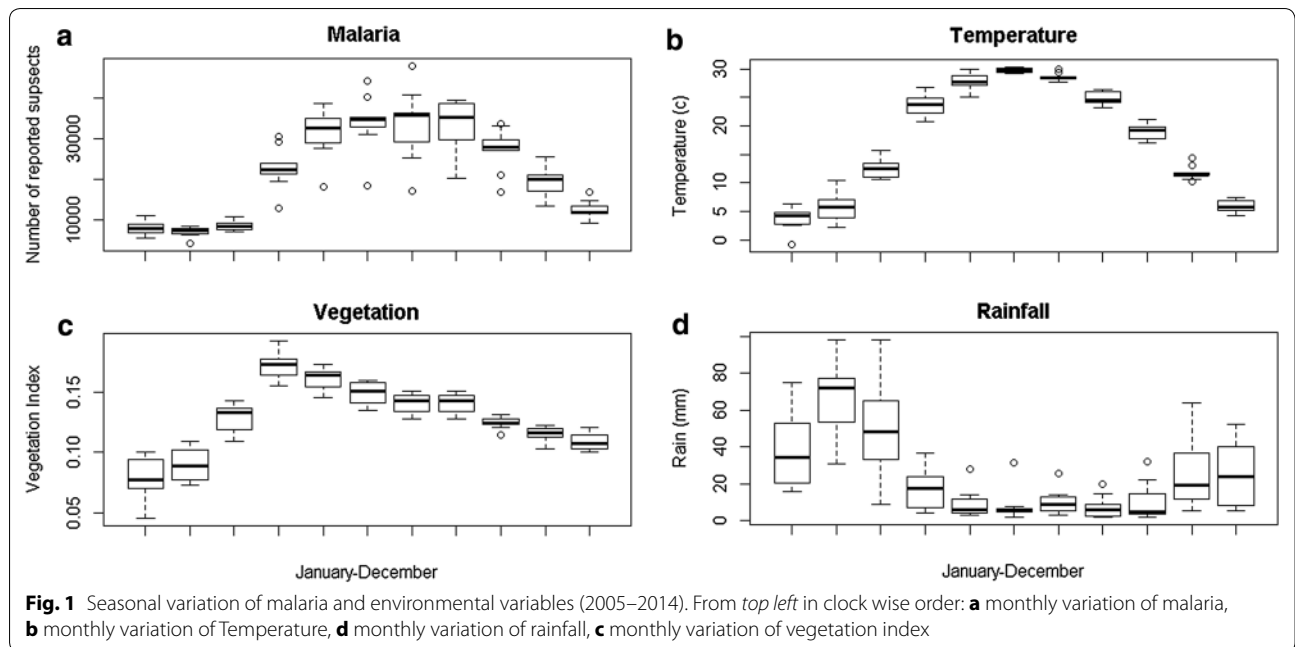 a
Malaria
Number of reported supsects
10000
30000
b
Temperature
Temperature (c)
0
5
10
20
30
c
Vegetation
Vegetation Index
0.05
0.10
0.15
January-December
d
Rainfall
Rain (mm)
0
20
40
60
80
January-December
Fig. 1 Seasonal variation of malaria and environmental variables (2005–2014). From top left in clock wise order: a monthly variation of malaria,
b monthly variation of Temperature, d monthly variation of rainfall, c monthly variation of vegetation index